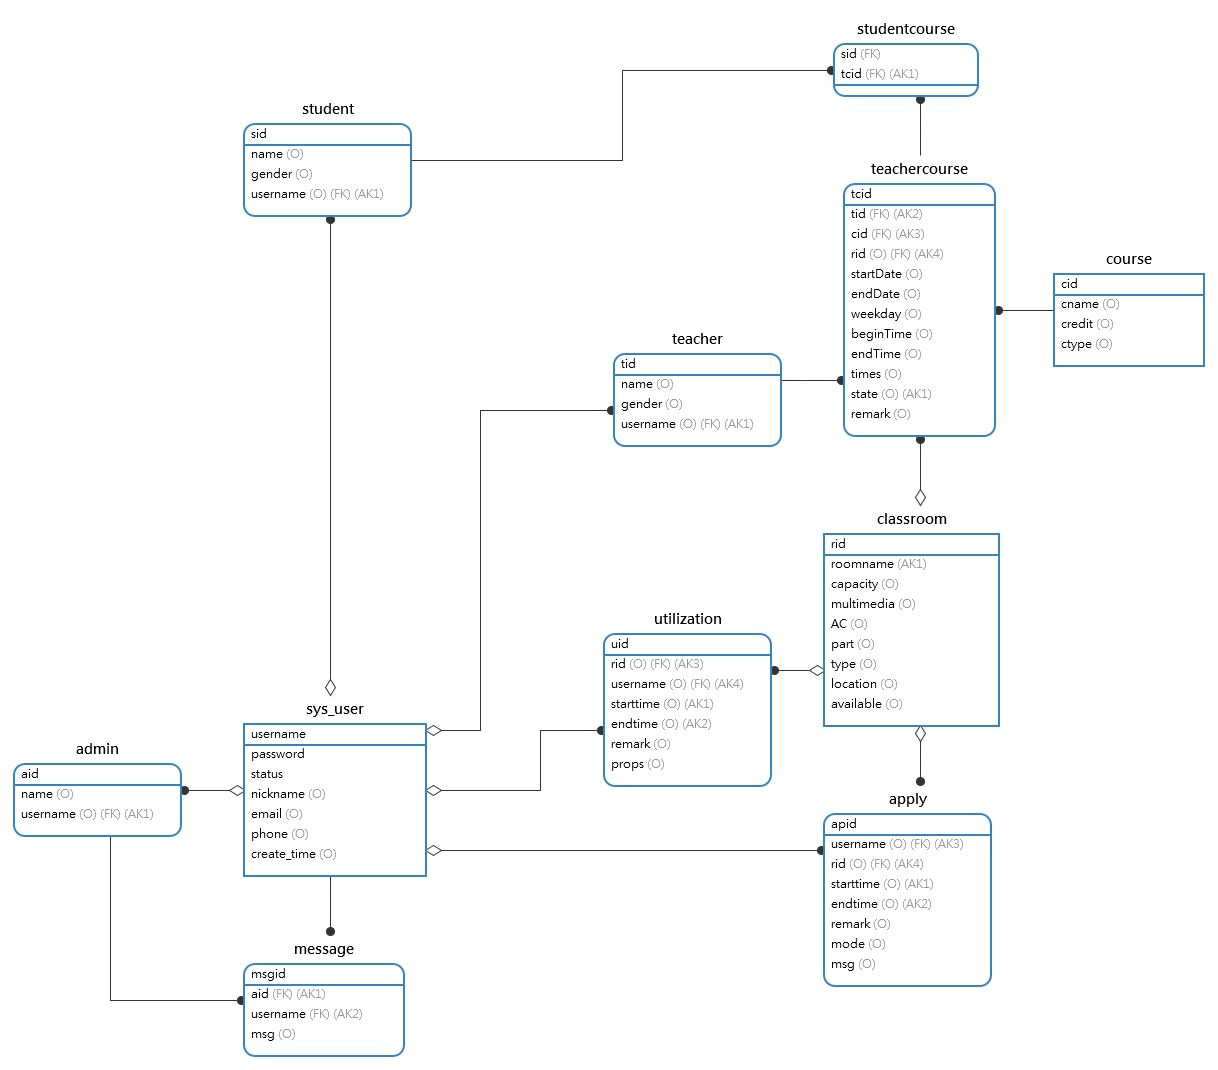 studentcourse
sid (FK)
tcid (FK) (AK1)
student
sid
name (O)
gender (O)
username (O) (FK) (AK1)
teachercourse
tcid
tid (FK) (AK2)
cid (FK) (AK3)
rid (O) (FK) (AK4)
startDate (O)
endDate (O)
weekday (O)
beginTime (O)
endTime (O)
times (O)
state (O) (AK1)
remark (O)
course
cid
cname (O)
credit (O)
ctype (O)
teacher
tid
name (O)
gender (O)
username (O) (FK) (AK1)
classroom
rid
roomname (AK1)
capacity (O)
multimedia (O)
AC (O)
part (O)
type (O)
location (O)
available (O)
utilization
uid
rid (O) (FK) (AK3)
username (O) (FK) (AK4)
starttime (O) (AK1)
endtime (O) (AK2)
remark (O)
props (O)
sys_user
username
password
status
nickname (O)
email (O)
phone (O)
create_time (O)
admin
aid
name (O)
username (O) (FK) (AK1)
apply
apid
username (O) (FK) (AK3)
rid (O) (FK) (AK4)
starttime (O) (AK1)
endtime (O) (AK2)
remark (O)
mode (O)
msg (O)
message
msgid
aid (FK) (AK1)
username (FK) (AK2)
msg (O)